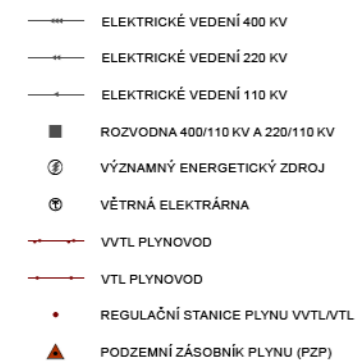 ELEKTRICKÉ VEDENÍ 400 KV
ELEKTRICKÉ VEDENÍ 220 KV
ELEKTRICKÉ VEDENÍ 110 KV
ROZVODNA 400/110 KV A 220/110 KV
VÝZNAMNÝ ENERGETICKÝ ZDROJ
VĚTRNÁ ELEKTRÁRNA
VVTL PLYNOVOD
VTL PLYNOVOD
REGULAČNÍ STANICE PLYNU VVTL/VTL
PODZEMNÍ ZÁSOBNÍK PLYNU (PZP)